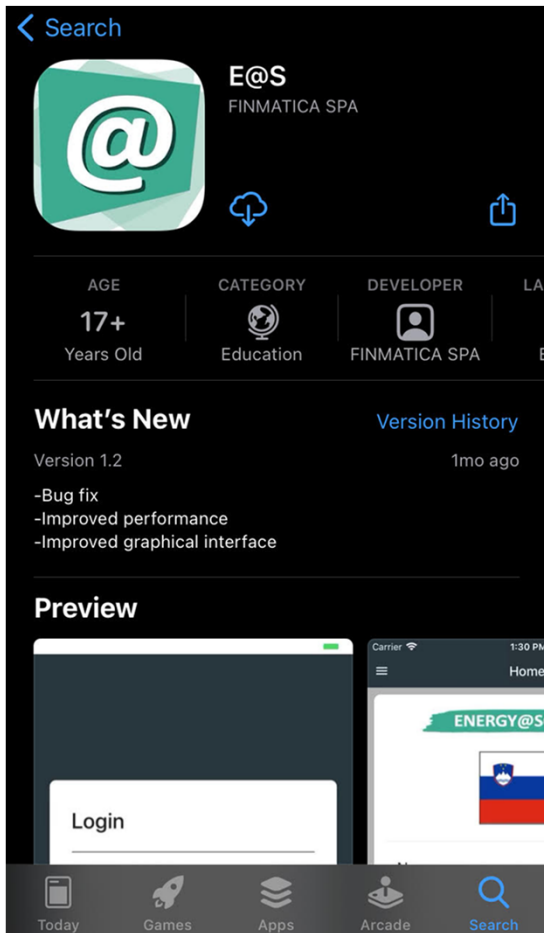 Search
@
E@S
FINMATICA SPA
AGE
CATEGORY
DEVELOPER
LA
17+
Years Old
Education
FINMATICA SPA
E
What's New
Version History
Version 1.2
1mo ago
-Bug fix
-Improved performance
-Improved graphical interface
Preview
Carrier
1:30 PM
Home
ENERGY@S
Login
Today
Games
Apps
Arcade
Search